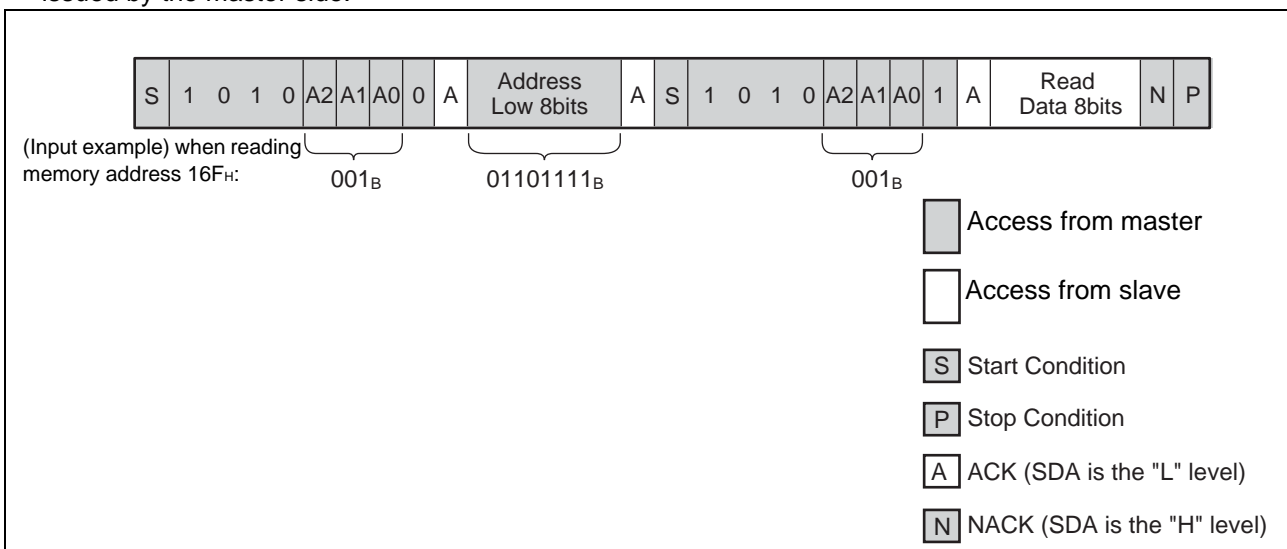 issued by the master side.
S 1 0 1 0 A2 A1 A0 0 A Address Low 8bits A S 1 0 1 0 A2 A1 A0 1 A Read Data 8bits N P
(Input example) when reading
memory address 16FH:
001B 01101111B 001B
Access from master
Access from slave
S Start Condition
P Stop Condition
A ACK (SDA is the "L" level)
N NACK (SDA is the "H" level)